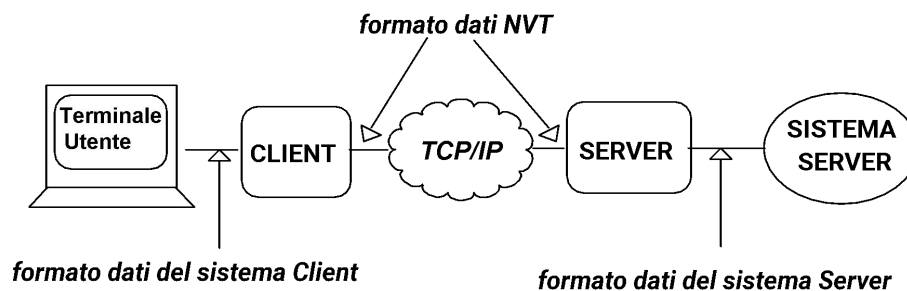 formato dati NVT
Terminale
Utente
CLIENT
TCP/IP
SERVER
SISTEMA
SERVER
formato dati del sistema Client
formato dati del sistema Server